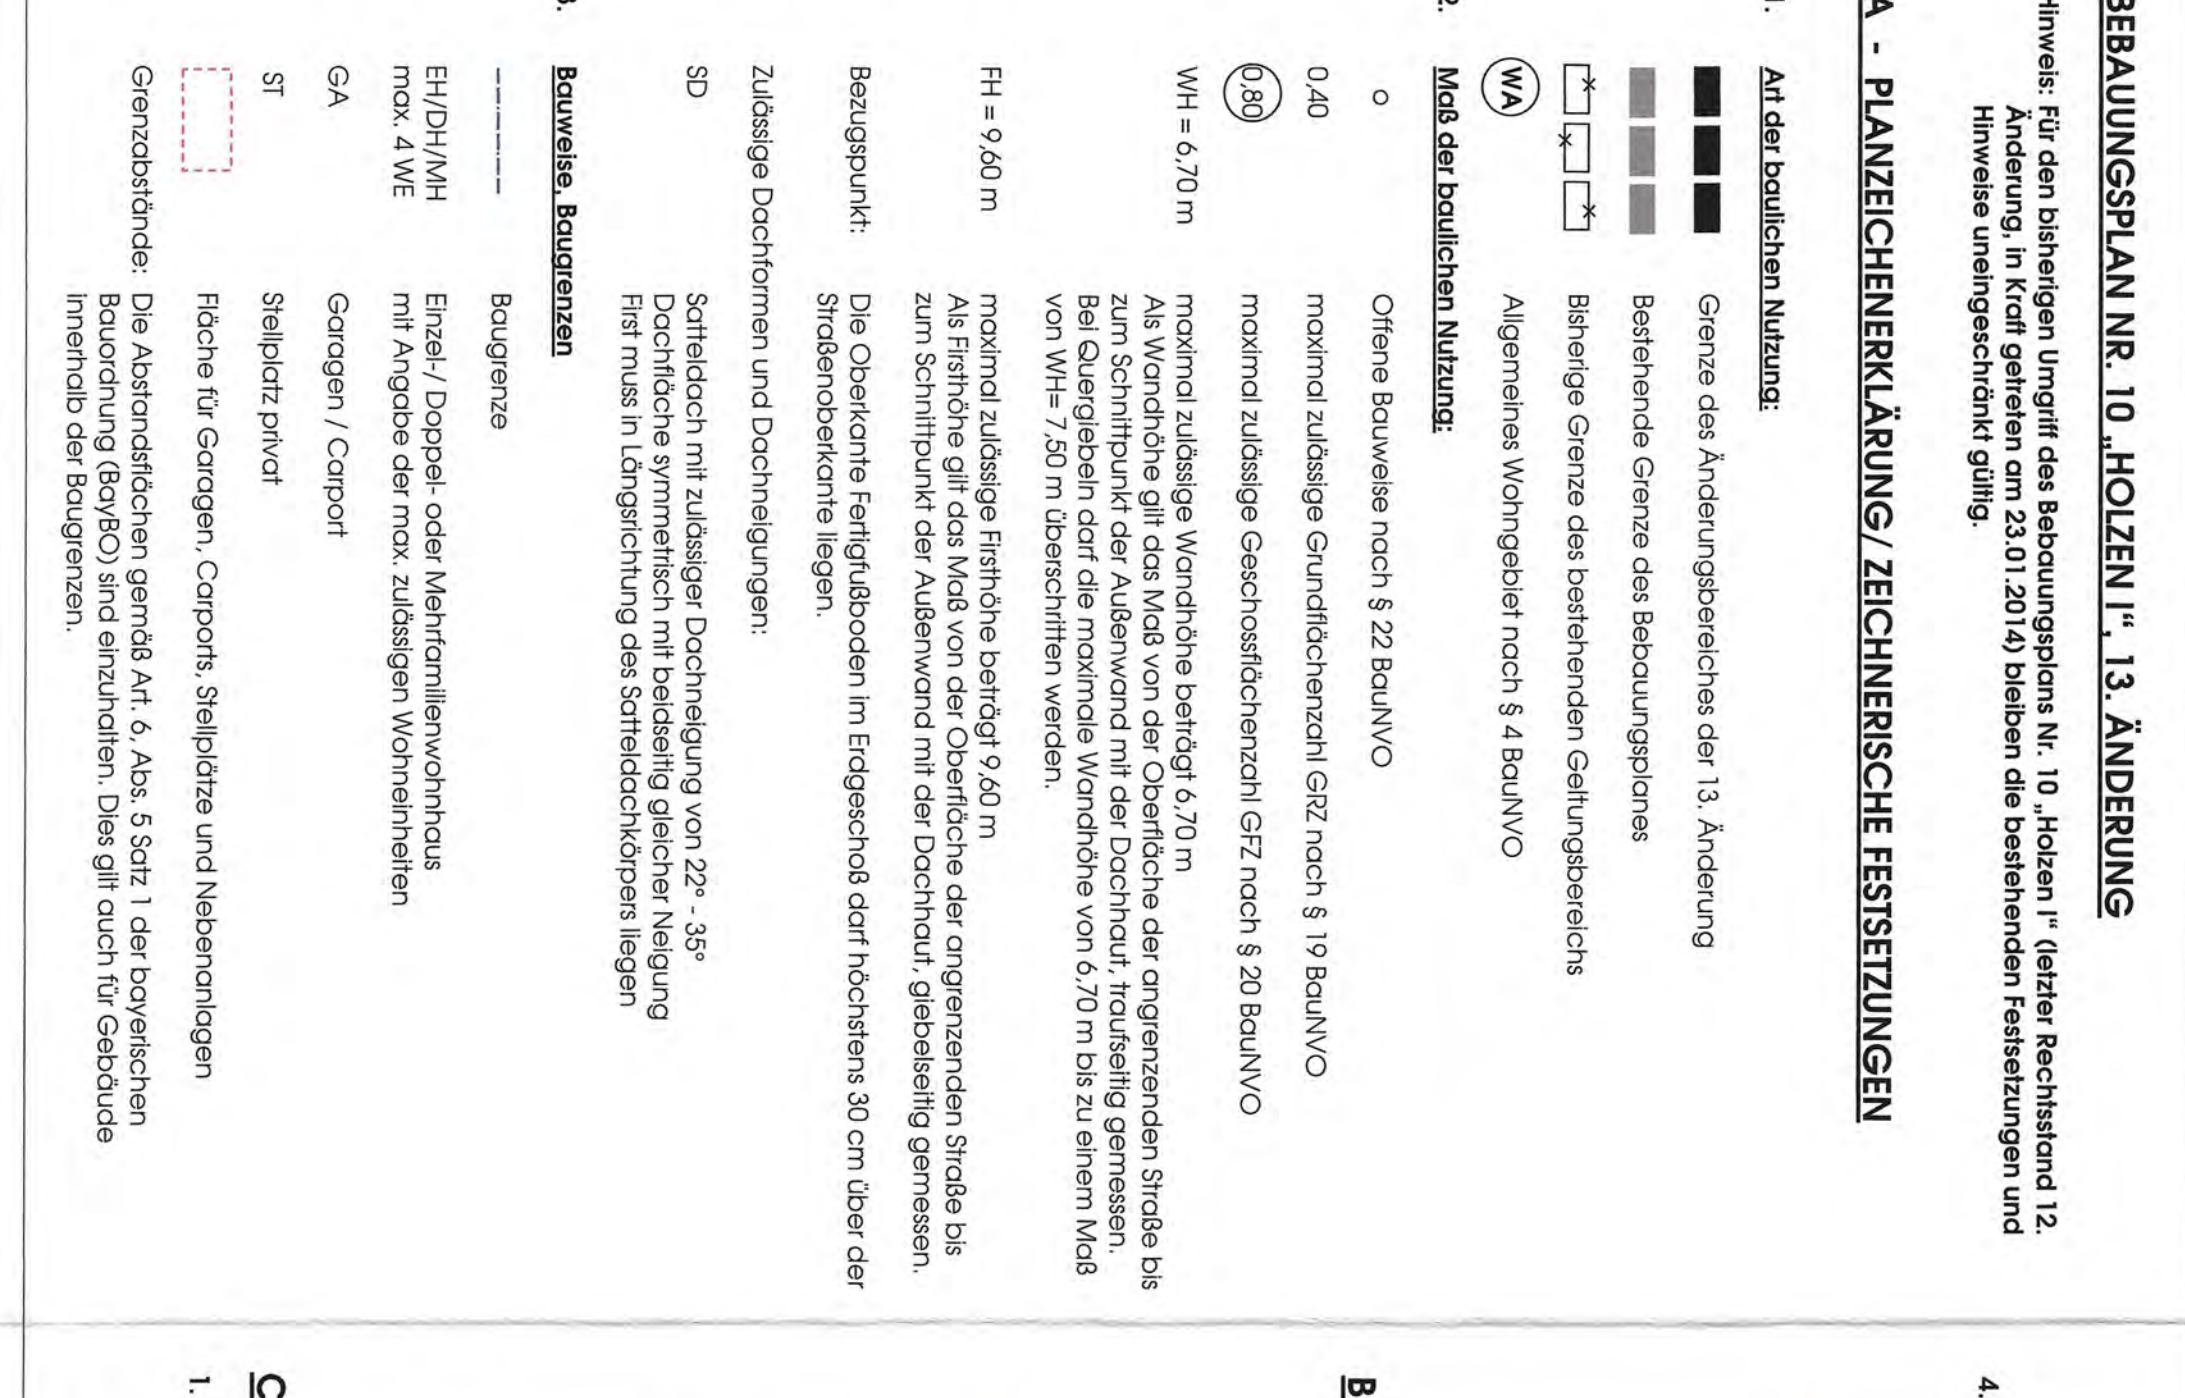 BEBAUUNGSPLAN NR. 10 „HOLZEN I“, 13. ÄNDERUNG
Hinweis: Für den bisherigen Umgriff des Bebauungsplans Nr. 10 „Holzen I“ (letzter Rechtsstand 12.
Änderung, in Kraft getreten am 23.01.2014) bleiben die bestehenden Festsetzungen und
Hinweise uneingeschränkt gültig.
A - PLANZEICHENERKLÄRUNG/ ZEICHNERISCHE FESTSETZUNGEN
1. Art der baulichen Nutzung:
Grenze des Änderungsbereiches der 13. Änderung
Bestehende Grenze des Bebauungsplanes
Bisherige Grenze des bestehenden Geltungsbereichs
WA Allgemeines Wohngebiet nach § 4 BauNVO
2. Maß der baulichen Nutzung:
o Offene Bauweise nach § 22 BauNVO
0,40 maximal zulässige Grundflächenzahl GRZ nach § 19 BauNVO
0,80 maximal zulässige Geschossflächenzahl GFZ nach § 20 BauNVO
WH = 6,70 m maximal zulässige Wandhöhe beträgt 6,70 m
Als Wandhöhe gilt das Maß von der Oberfläche der angrenzenden Straße bis
zum Schnittpunkt der Außenwand mit der Dachhaut, traufseitig gemessen.
Bei Quergiebeln darf die maximale Wandhöhe von 6,70 m bis zu einem Maß
von WH= 7,50 m überschritten werden.
FH = 9,60 m maximal zulässige Firsthöhe beträgt 9,60 m
Als Firsthöhe gilt das Maß von der Oberfläche der angrenzenden Straße bis
zum Schnittpunkt der Außenwand mit der Dachhaut, giebelseitig gemessen.
Bezugspunkt: Die Oberkante Fertigfußboden im Erdgeschoß darf höchstens 30 cm über der
Straßenoberkante liegen.
Zulässige Dachformen und Dachneigungen:
SD Satteldach mit zulässiger Dachneigung von 22° - 35°
Dachfläche symmetrisch mit beidseitig gleicher Neigung
First muss in Längsrichtung des Satteldachkörpers liegen
3. Bauweise, Baugrenzen
Baugrenze
EH/DH/MH Einzel-/ Doppel- oder Mehrfamilienwohnhaus
max. 4 WE mit Angabe der max. zulässigen Wohneinheiten
GA Garagen / Carport
ST Stellplatz privat
Fläche für Garagen, Carports, Stellplätze und Nebenanlagen
Grenzabstände: Die Abstandsflächen gemäß Art. 6, Abs. 5 Satz 1 der bayerischen
Bauordnung (BayBO) sind einzuhalten. Dies gilt auch für Gebäude
innerhalb der Baugrenzen.
4.
B
C
1.